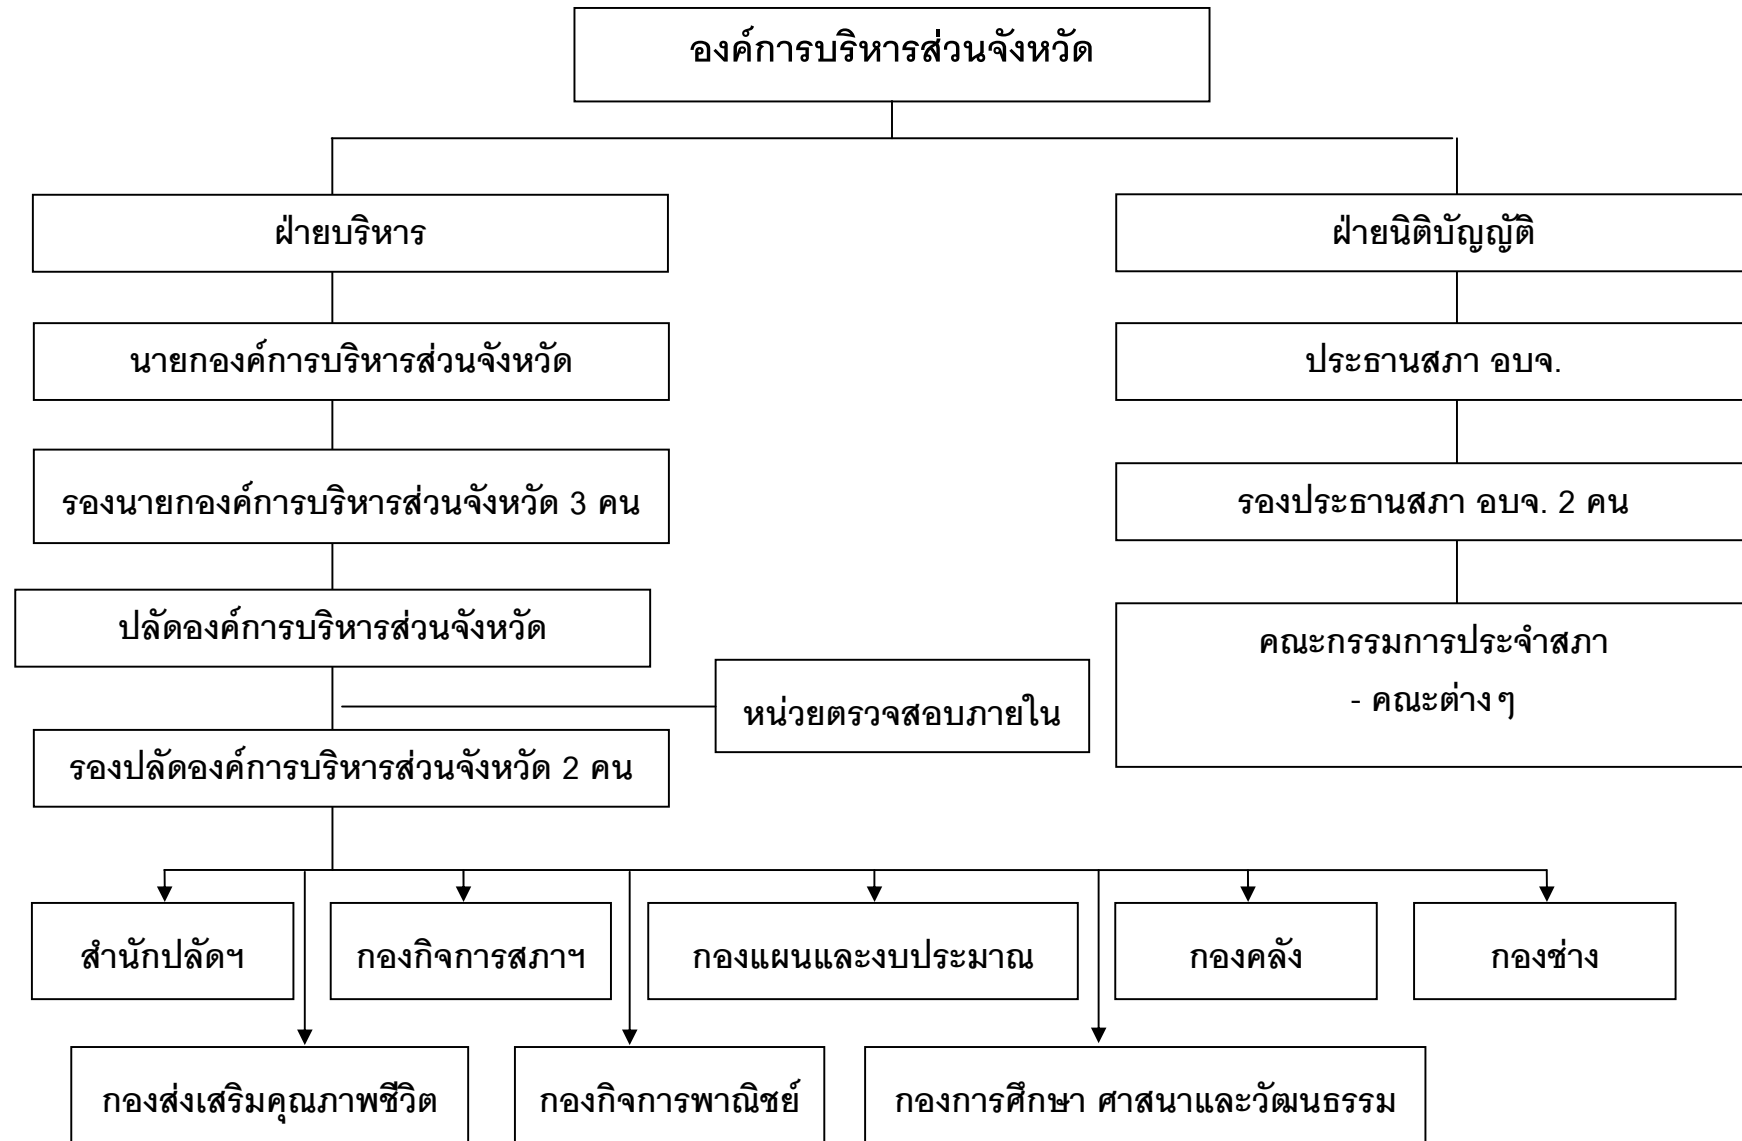 องค์การบริหารส่วนจังหวัด
ฝ่ายบริหาร
ฝ่ายนิติบัญญัติ
นายกองค์การบริหารส่วนจังหวัด
ประธานสภา อบจ.
รองนายกองค์การบริหารส่วนจังหวัด 3 คน
รองประธานสภา อบจ. 2 คน
ปลัดองค์การบริหารส่วนจังหวัด
คณะกรรมการประจำสภา
- คณะต่างๆ
หน่วยตรวจสอบภายใน
รองปลัดองค์การบริหารส่วนจังหวัด 2 คน
สำนักปลัดฯ
กองกิจการสภาฯ
กองแผนและงบประมาณ
กองคลัง
กองช่าง
กองส่งเสริมคุณภาพชีวิต
กองกิจการพาณิชย์
กองการศึกษา ศาสนาและวัฒนธรรม